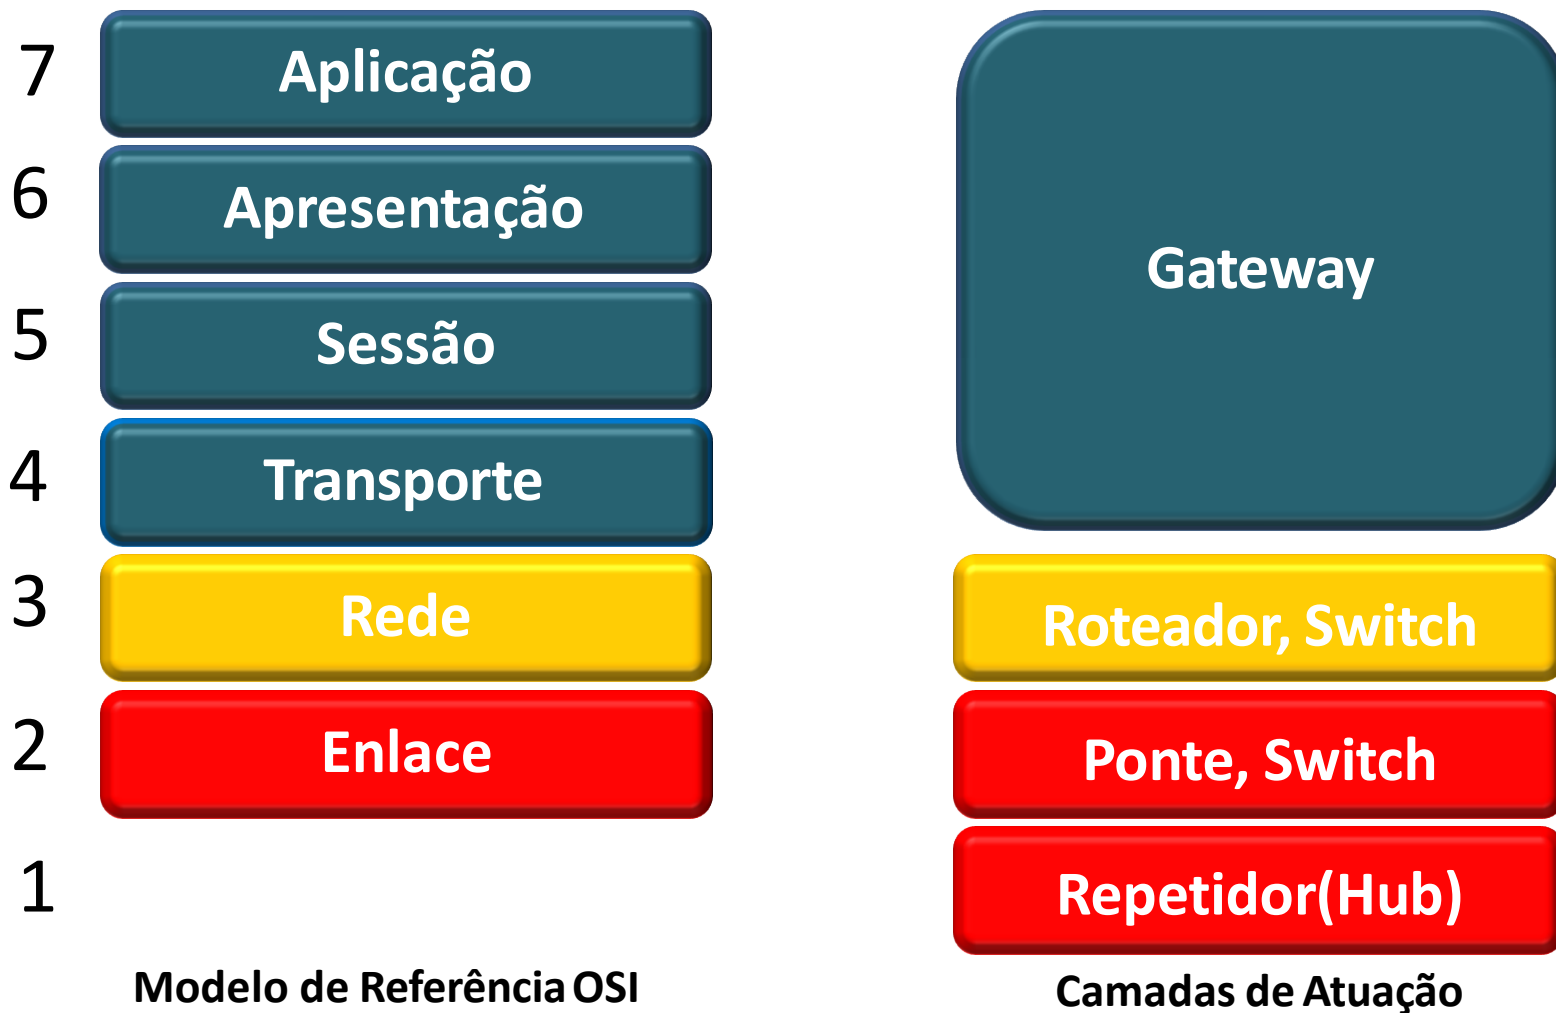 7 Aplicação
6 Apresentação
5 Sessão
4 Transporte
3 Rede
2 Enlace
1
Modelo de Referência OSI
Gateway
Roteador, Switch
Ponte, Switch
Repetidor(Hub)
Camadas de Atuação